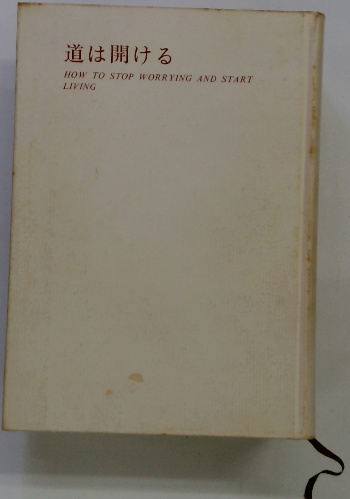 道は開ける
HOW TO STOP WORRYING AND START
LIVING